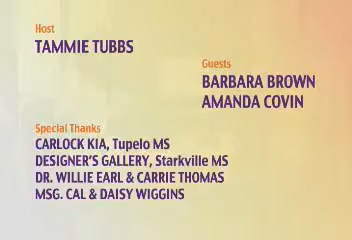 Host
TAMMIE TUBBS
Guests
BARBARA BROWN
AMANDA COVIN
Special Thanks
CARLOCK KIA, Tupelo MS
DESIGNER'S GALLERY, Starkville MS
DR. WILLIE EARL & CARRIE THOMAS
MSG. CAL & DAISY WIGGINS